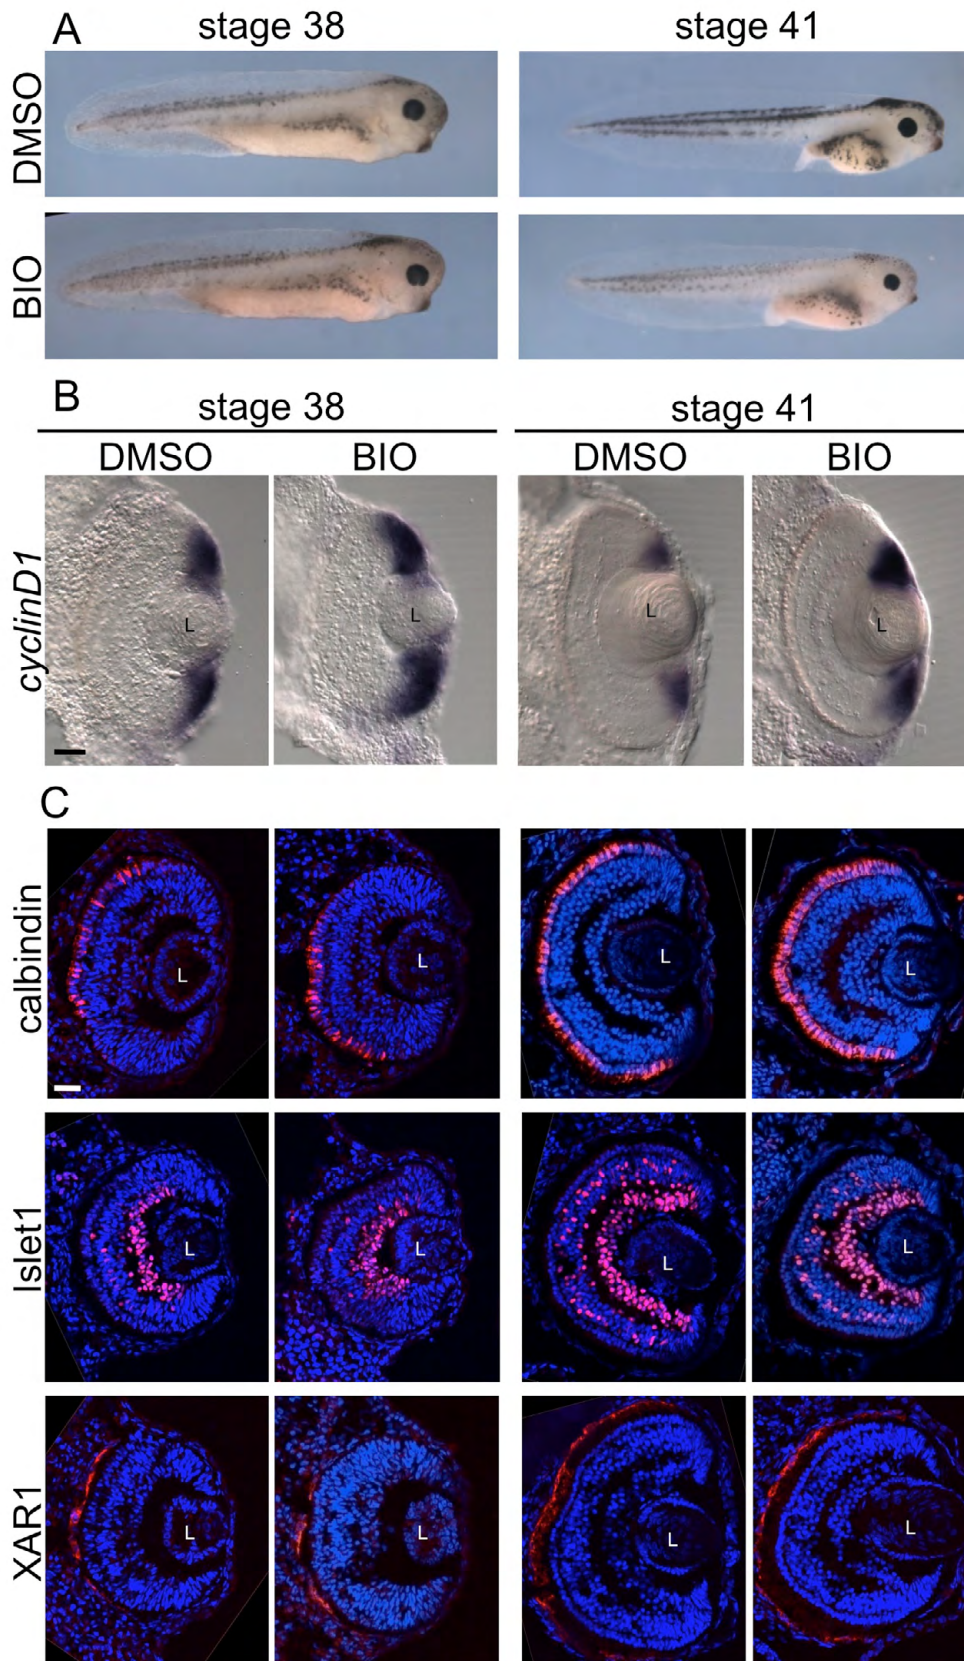 A
stage 38
stage 41
DMSO
BIO
B
stage 38
stage 41
DMSO
BIO
DMSO
BIO
cyclinD1
L
L
L
L
C
calbindin
L
L
L
L
Islet1
L
L
L
L
XAR1
L
L
L
L